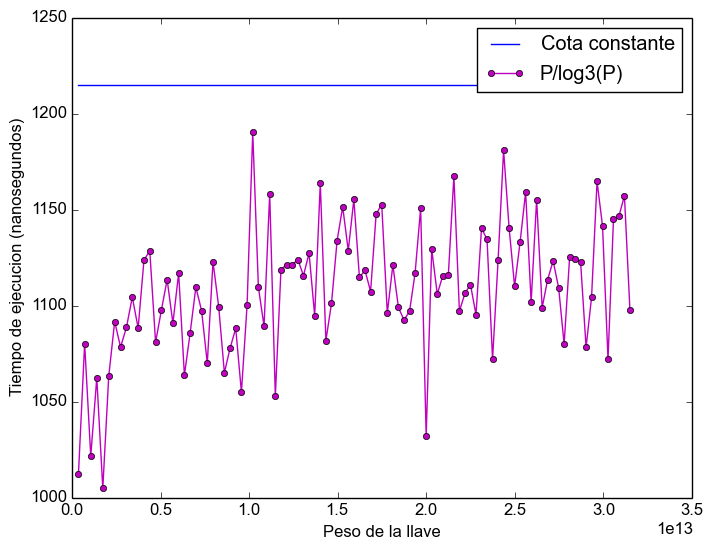 1250
1200
1150
1100
1050
1000
Tiempo de ejecucion (nanosegundos)
Cota constante
P/log3(P)
0.0 0.5 1.0 1.5 2.0 2.5 3.0 3.5
Peso de la llave
1e13